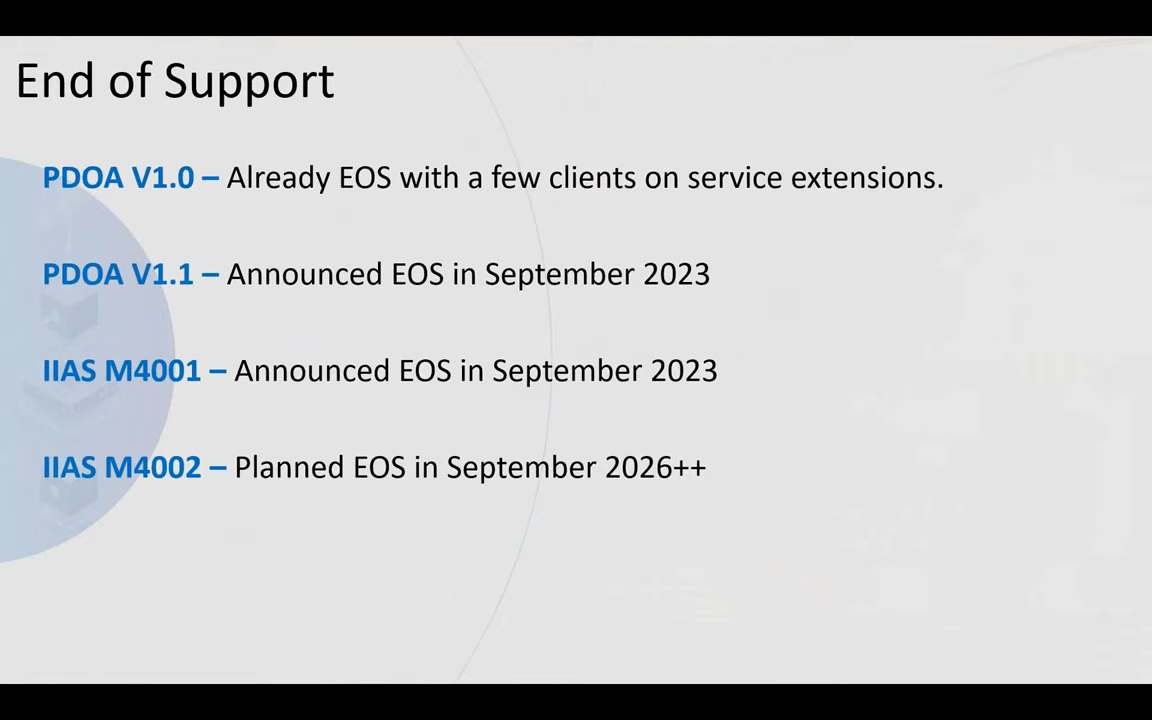 End of Support
PDOA V1.0 – Already EOS with a few clients on service extensions.
PDOA V1.1 – Announced EOS in September 2023
IIAS M4001 – Announced EOS in September 2023
IIAS M4002 – Planned EOS in September 2026++